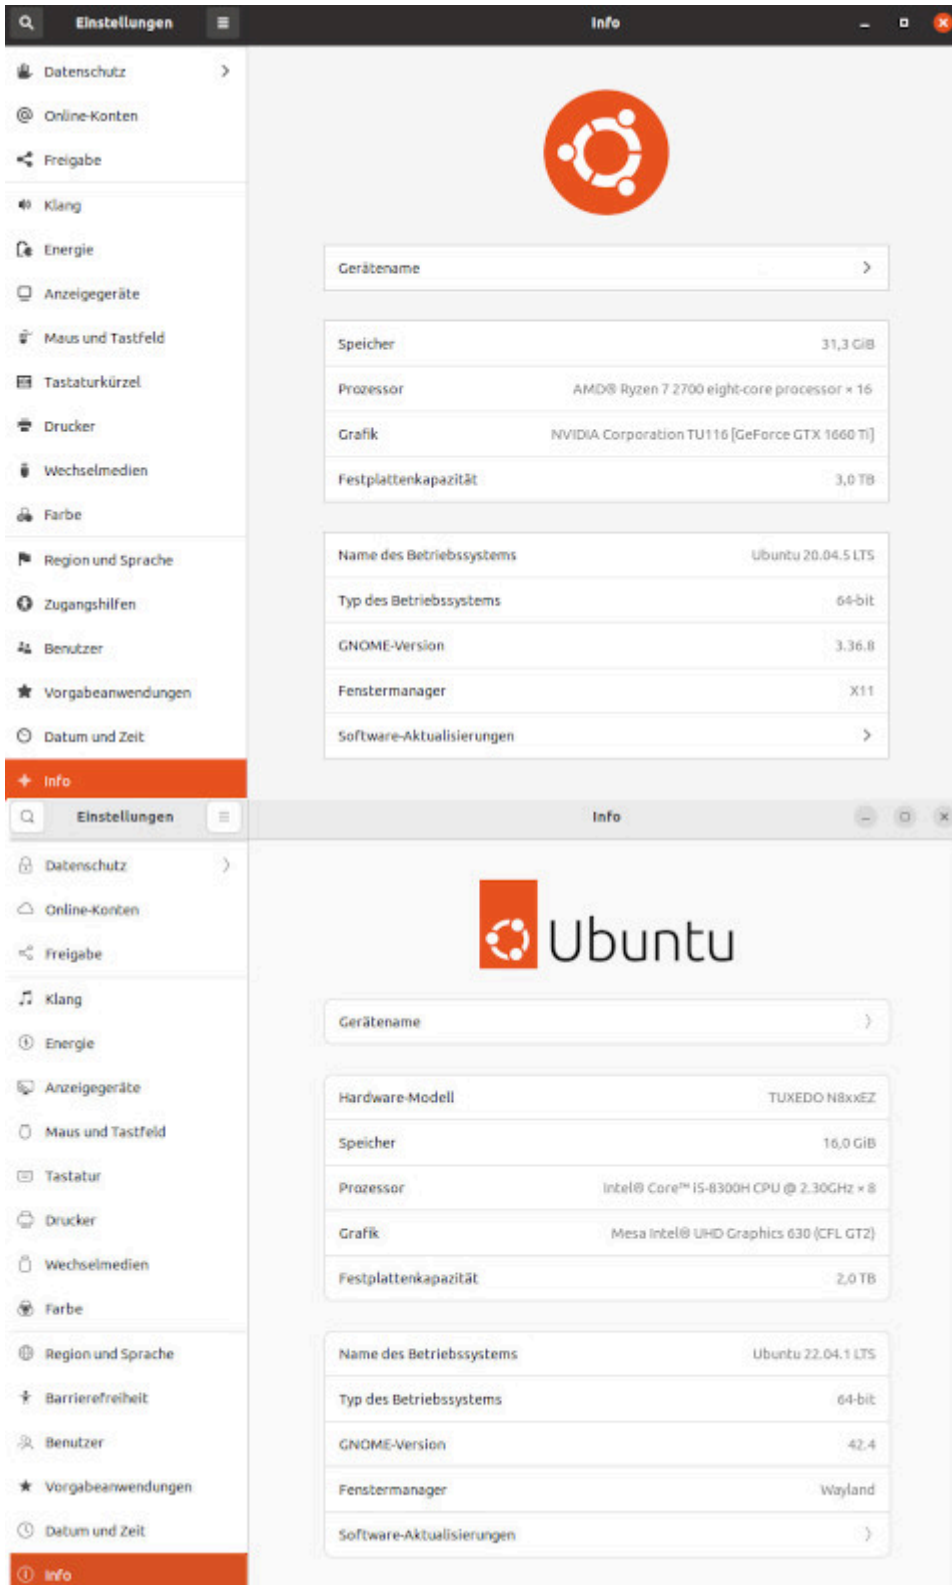 Einstellungen Info
Datenschutz
Online-Konten
Freigabe
Klang
Energie
Anzeigegeräte
Maus und Tastfeld
Tastaturkürzel
Drucker
Wechselmedien
Farbe
Region und Sprache
Zugangshilfen
Benutzer
Vorgabeanwendungen
Datum und Zeit
Info
Gerätename
Speicher 31,3 GiB
Prozessor AMD® Ryzen 7 2700 eight-core processor × 16
Grafik NVIDIA Corporation TU116 [GeForce GTX 1660 Ti]
Festplattenkapazität 3,0 TB
Name des Betriebssystems Ubuntu 20.04.5 LTS
Typ des Betriebssystems 64-bit
GNOME-Version 3.36.8
Fenstermanager X11
Software-Aktualisierungen
Einstellungen Info
Datenschutz
Online-Konten
Freigabe
Klang
Energie
Anzeigegeräte
Maus und Tastfeld
Tastatur
Drucker
Wechselmedien
Farbe
Region und Sprache
Barrierefreiheit
Benutzer
Vorgabeanwendungen
Datum und Zeit
Info
Ubuntu
Gerätename
Hardware-Modell TUXEDO N8xxEZ
Speicher 16,0 GiB
Prozessor Intel® Core™ i5-8300H CPU @ 2.30GHz × 8
Grafik Mesa Intel® UHD Graphics 630 (CFL GT2)
Festplattenkapazität 2,0 TB
Name des Betriebssystems Ubuntu 22.04.1 LTS
Typ des Betriebssystems 64-bit
GNOME-Version 42.4
Fenstermanager Wayland
Software-Aktualisierungen